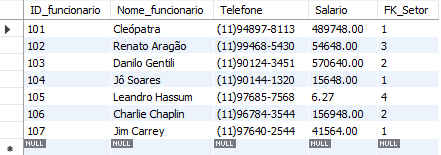 ID_funcionario Nome_funcionario Telefone Salario FK_Setor
101 Cleópatra (11)94897-8113 489748.00 1
102 Renato Aragão (11)99468-5430 54648.00 3
103 Danilo Gentili (11)90124-3451 570640.00 2
104 Jô Soares (11)90144-1320 15648.00 1
105 Leandro Hassum (11)97685-7568 6.27 4
106 Charlie Chaplin (11)96784-3544 156948.00 2
107 Jim Carrey (11)97640-2544 41564.00 1
NULL NULL NULL NULL NULL